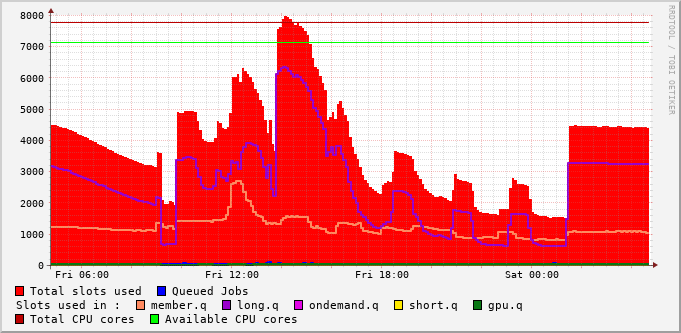 8000
7000
6000
5000
4000
3000
2000
1000
0
Fri 06:00 Fri 12:00 Fri 18:00 Sat 00:00
Total slots used Queued Jobs
Slots used in : member.q long.q ondemand.q short.q gpu.q
Total CPU cores Available CPU cores
RRDTOOL / TOBI OETIKER